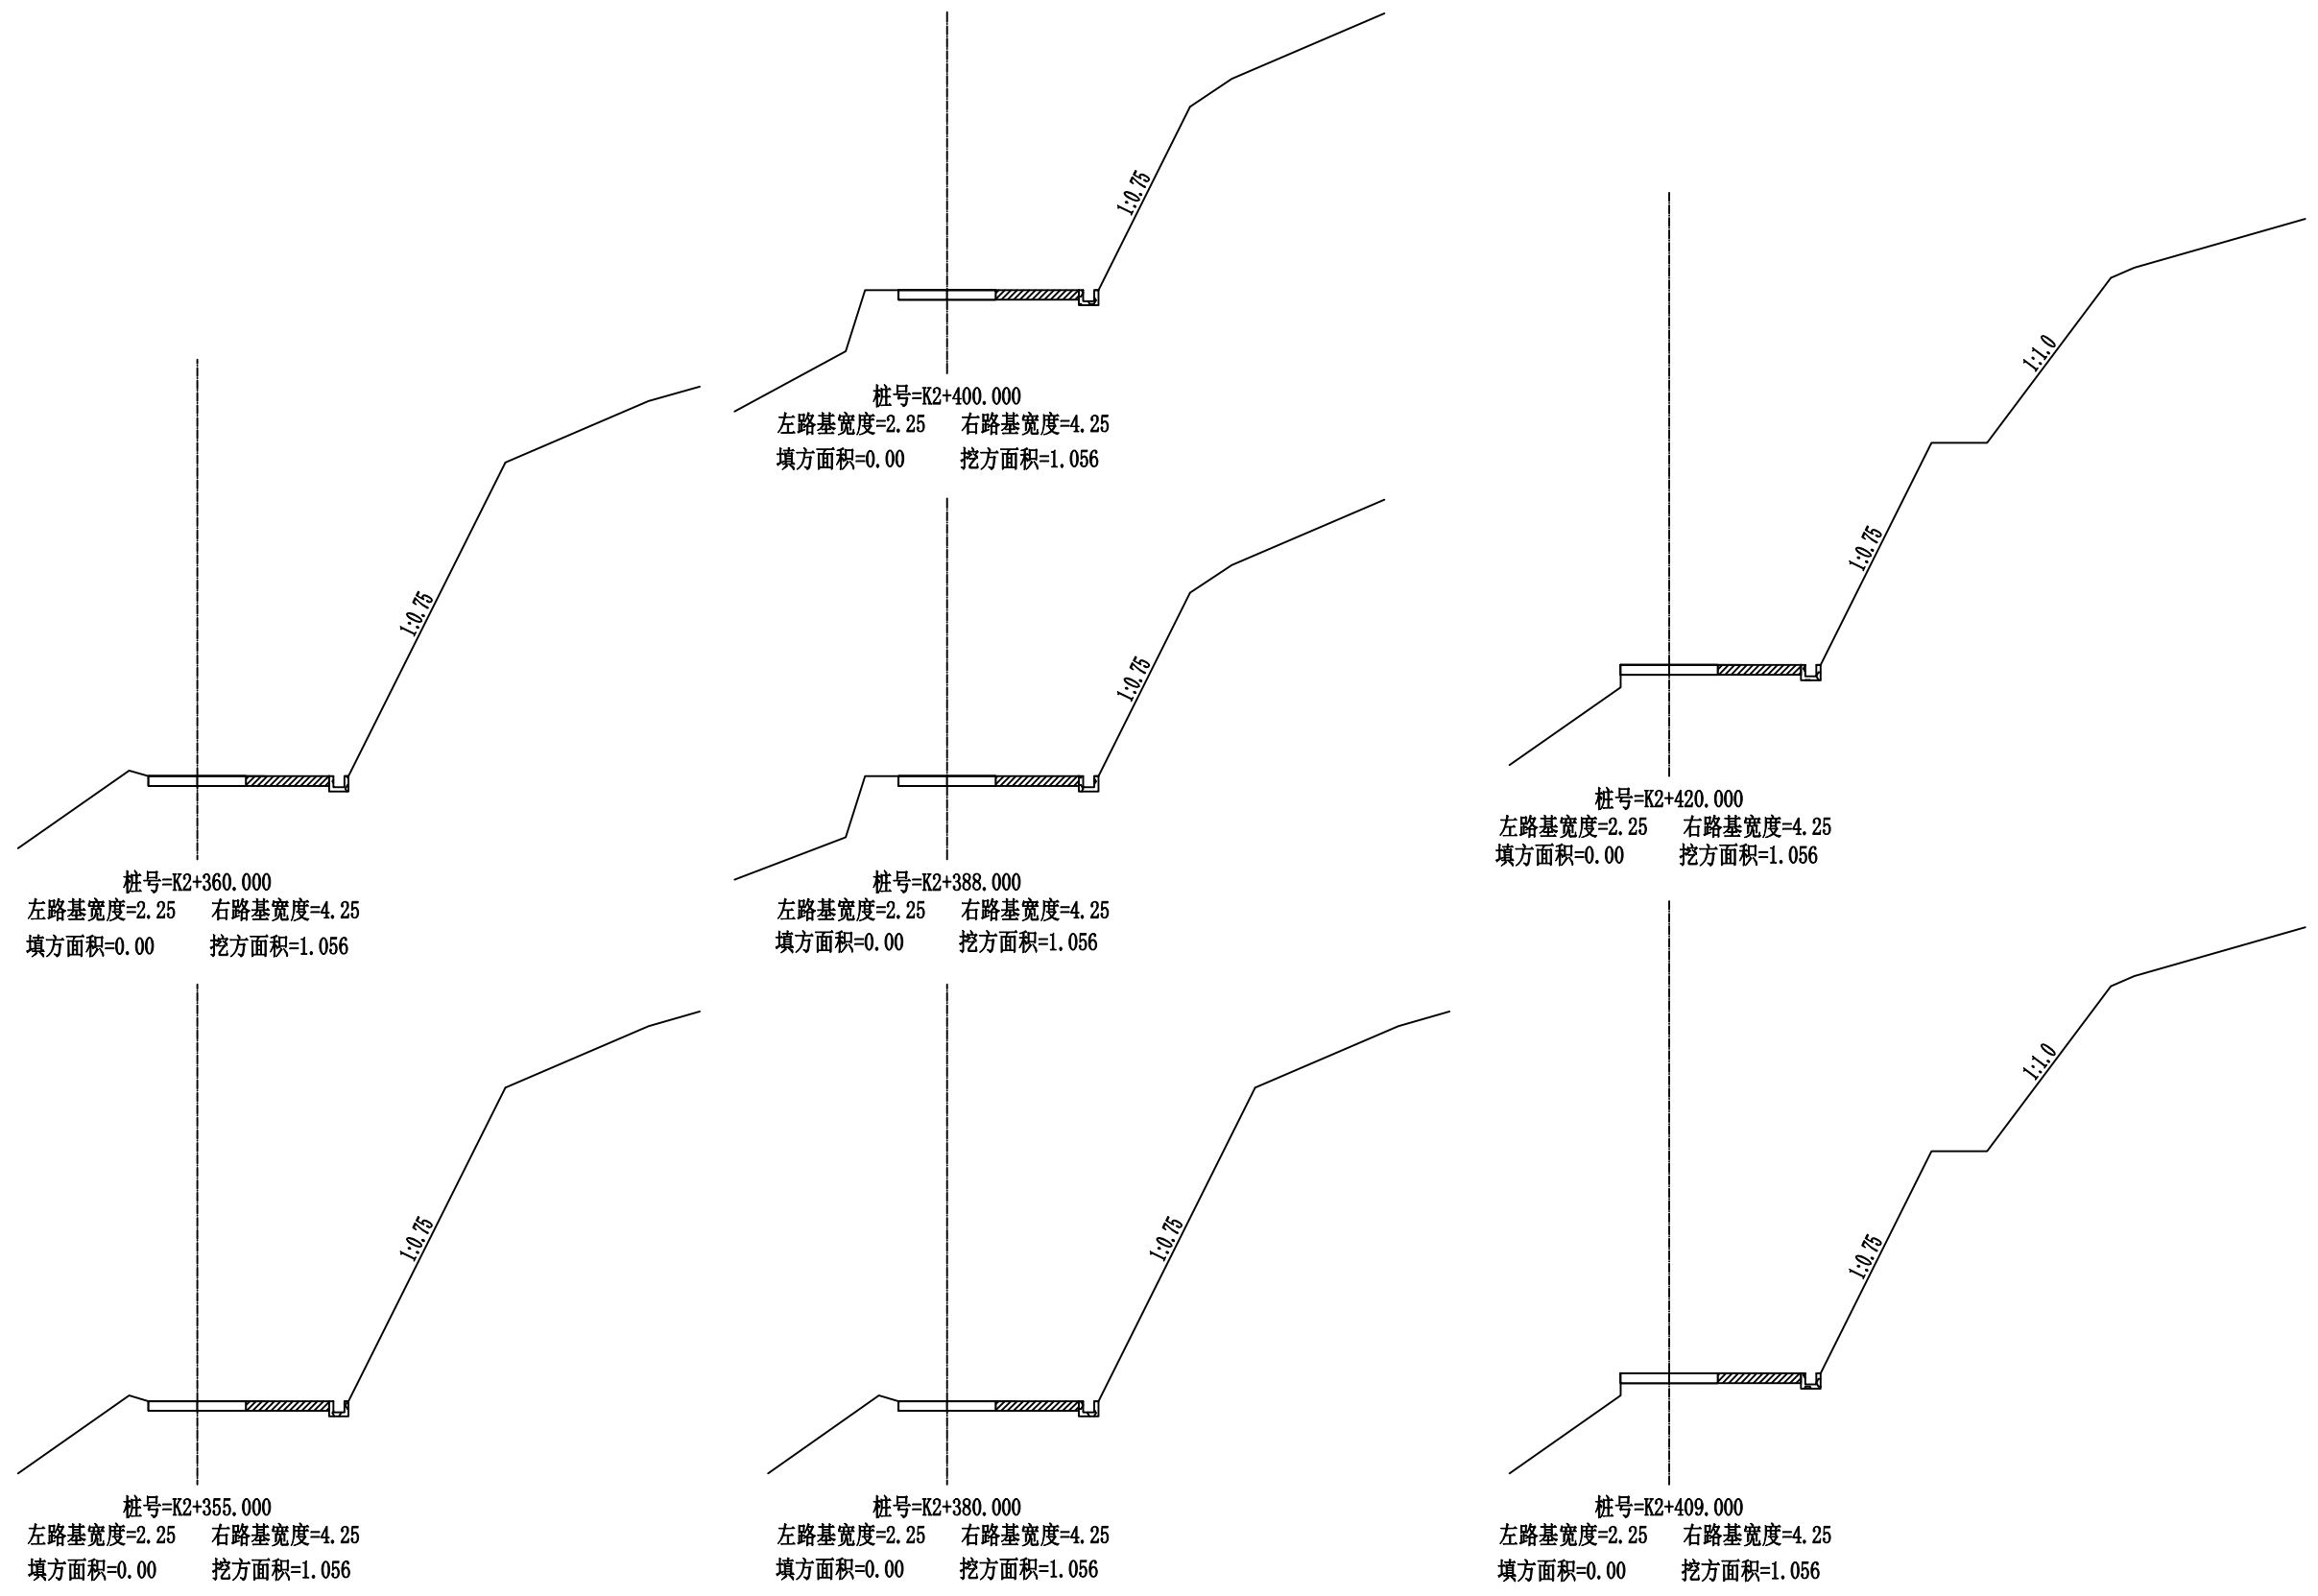 1:0.75
桩号=K2+400.000
左路基宽度=2.25 右路基宽度=4.25
填方面积=0.00 挖方面积=1.056
1:0.75
桩号=K2+360.000
左路基宽度=2.25 右路基宽度=4.25
填方面积=0.00 挖方面积=1.056
1:0.75
桩号=K2+388.000
左路基宽度=2.25 右路基宽度=4.25
填方面积=0.00 挖方面积=1.056
1:1.0
1:0.75
桩号=K2+420.000
左路基宽度=2.25 右路基宽度=4.25
填方面积=0.00 挖方面积=1.056
1:0.75
桩号=K2+355.000
左路基宽度=2.25 右路基宽度=4.25
填方面积=0.00 挖方面积=1.056
1:0.75
桩号=K2+380.000
左路基宽度=2.25 右路基宽度=4.25
填方面积=0.00 挖方面积=1.056
1:1.0
1:0.75
桩号=K2+409.000
左路基宽度=2.25 右路基宽度=4.25
填方面积=0.00 挖方面积=1.056